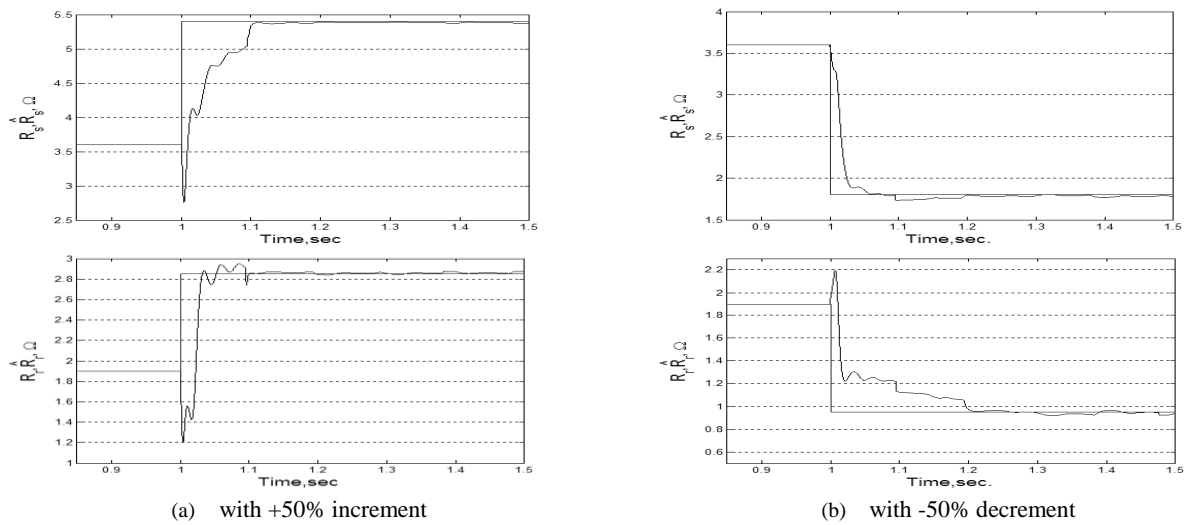 5.5
5
4.5
4
3.5
3
2.5
R̂s,Rs, Ω
0.9 1 1.1 1.2 1.3 1.4 1.5
Time,sec
3
2.8
2.6
2.4
2.2
2
1.8
1.6
1.4
1.2
1
R̂r,Rr, Ω
0.9 1 1.1 1.2 1.3 1.4 1.5
Time,sec
(a) with +50% increment
4
3.5
3
2.5
2
1.5
R̂s,Rs, Ω
0.9 1 1.1 1.2 1.3 1.4 1.5
Time,sec.
2.2
2
1.8
1.6
1.4
1.2
1
0.8
0.6
R̂r,Rr, Ω
0.9 1 1.1 1.2 1.3 1.4 1.5
Time,sec.
(b) with -50% decrement